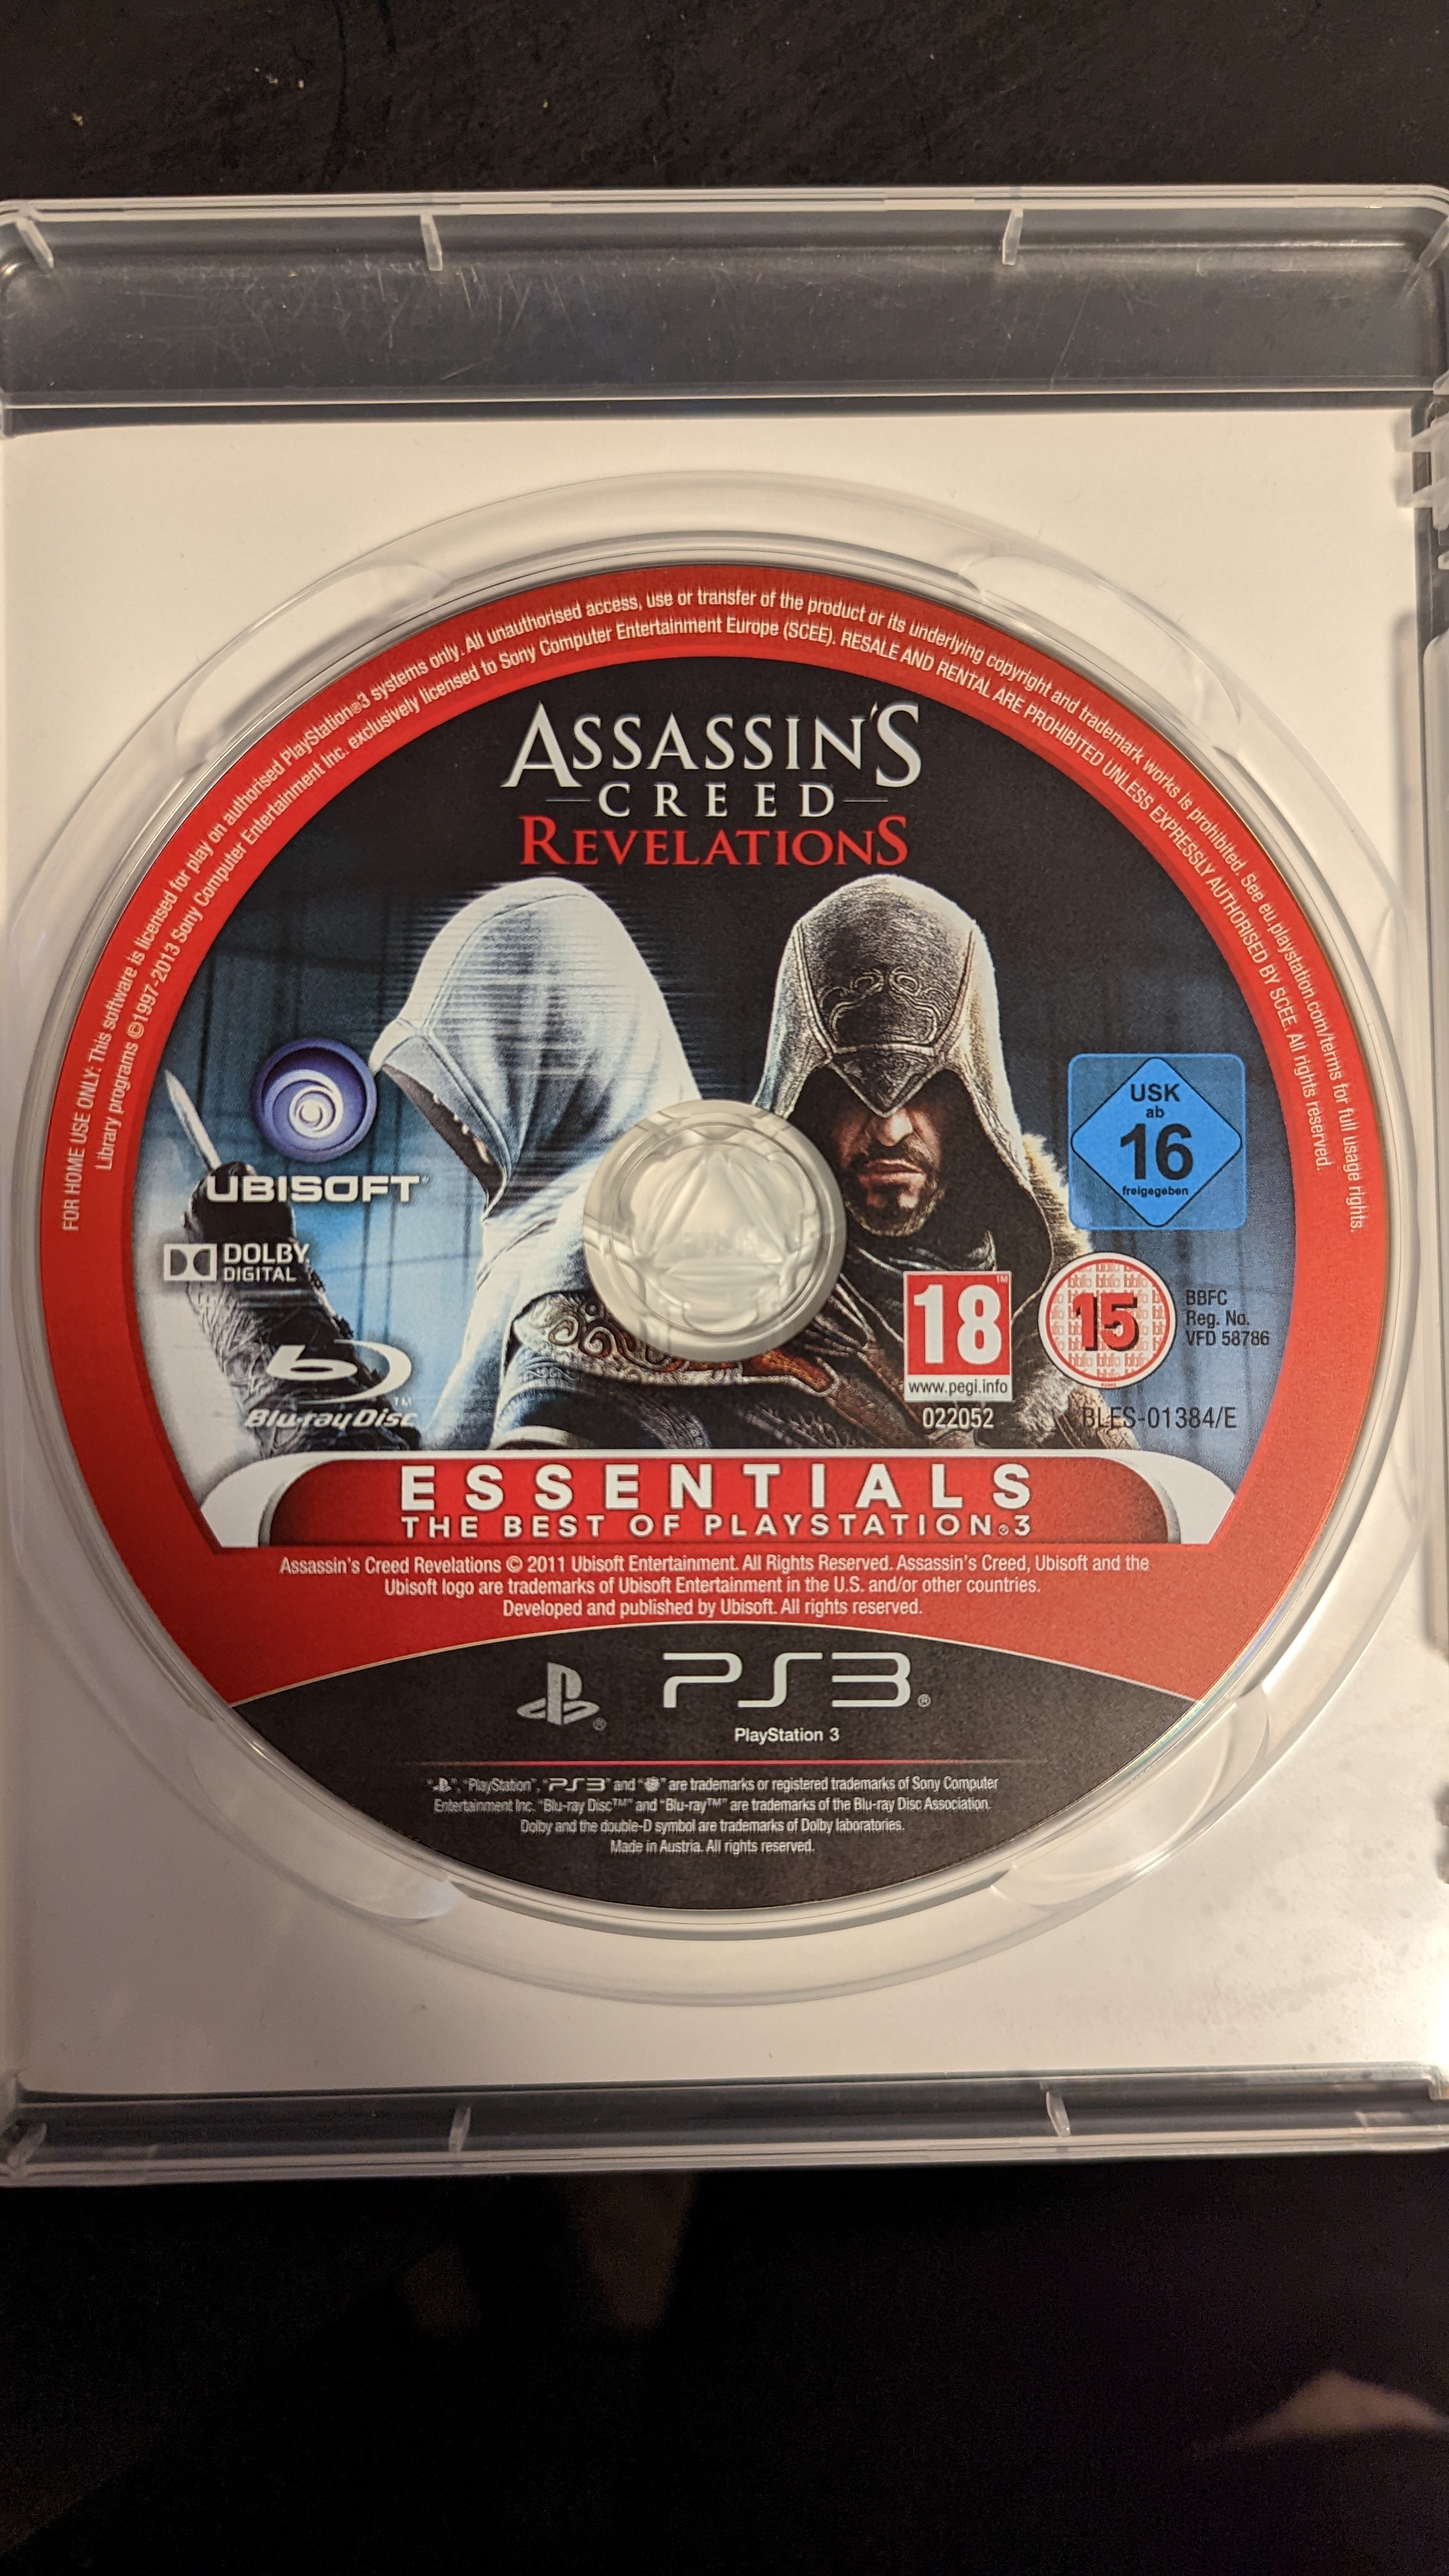 FOR HOME USE ONLY: This software is licensed for play on authorised PlayStation®3 systems only. All unauthorised access, use or transfer of the product or its underlying copyright and trademark works is prohibited. See eu.playstation.com/terms for full usage rights.
Library programs ©1997-2013 Sony Computer Entertainment Inc. exclusively licensed to Sony Computer Entertainment Europe (SCEE). RESALE AND RENTAL ARE PROHIBITED UNLESS EXPRESSLY AUTHORISED BY SCEE. All rights reserved.
ASSASSIN'S
CREED
REVELATIONS
UBISOFT
DOLBY
DIGITAL
Blu-ray Disc™
USK
ab
16
freigegeben
18™
www.pegi.info
022052
15
BBFC
Reg. No.
VFD 58786
BLES-01384/E
ESSENTIALS
THE BEST OF PLAYSTATION®3
Assassin's Creed Revelations © 2011 Ubisoft Entertainment. All Rights Reserved. Assassin's Creed, Ubisoft and the
Ubisoft logo are trademarks of Ubisoft Entertainment in the U.S. and/or other countries.
Developed and published by Ubisoft. All rights reserved.
PS3®
PlayStation 3
"", "PlayStation", "PS3" and "" are trademarks or registered trademarks of Sony Computer
Entertainment Inc. "Blu-ray Disc™" and "Blu-ray™" are trademarks of the Blu-ray Disc Association.
Dolby and the double-D symbol are trademarks of Dolby laboratories.
Made in Austria. All rights reserved.